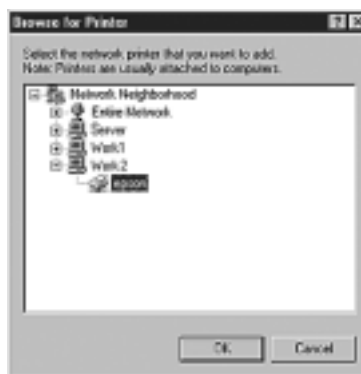 Browse for Printer
Select the network printer that you want to add.
Note: Printers are usually attached to computers.
Network Neighborhood
Entire Network
Server
Work1
Work2
epson
OK
Cancel